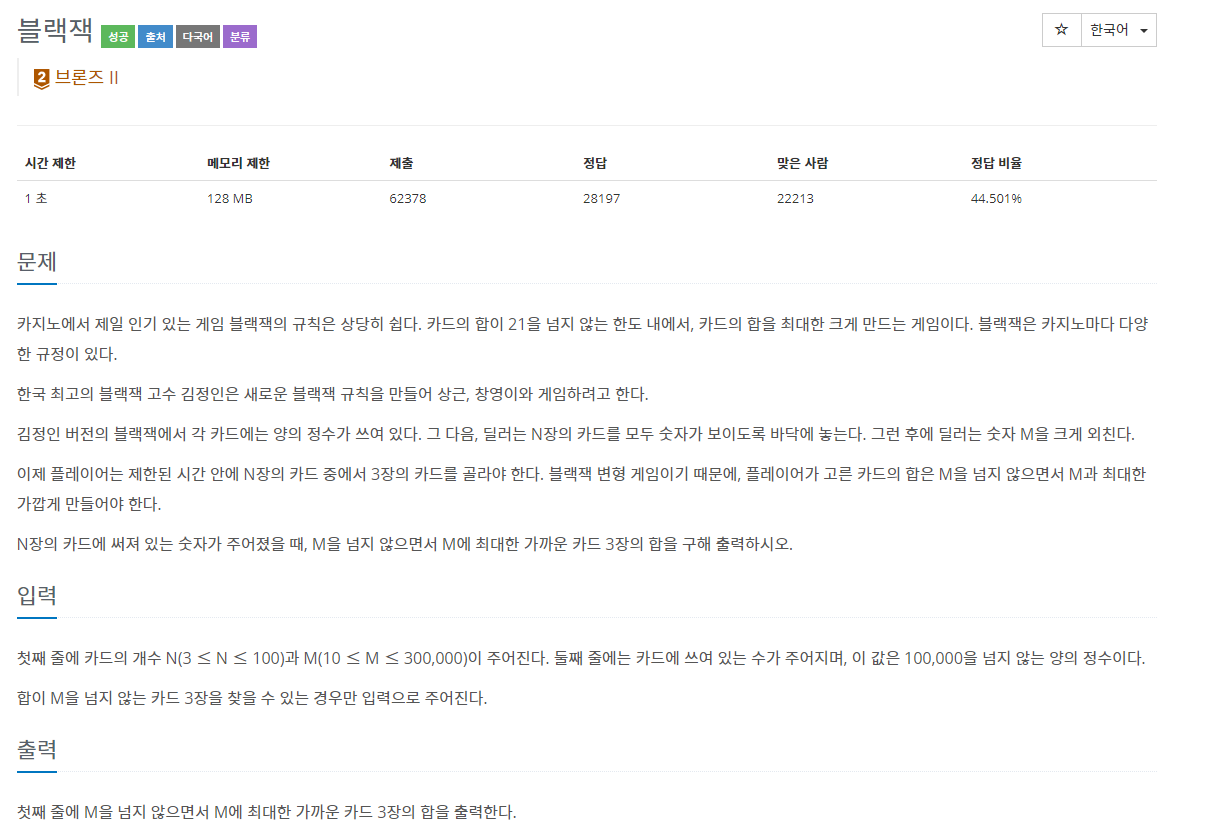 블랙잭 성공 출처 다국어 분류
☆ 한국어
2 브론즈 II
시간 제한 메모리 제한 제출 정답 맞은 사람 정답 비율
1 초 128 MB 62378 28197 22213 44.501%
문제
카지노에서 제일 인기 있는 게임 블랙잭의 규칙은 상당히 쉽다. 카드의 합이 21을 넘지 않는 한도 내에서, 카드의 합을 최대한 크게 만드는 게임이다. 블랙잭은 카지노마다 다양
한 규정이 있다.
한국 최고의 블랙잭 고수 김정인은 새로운 블랙잭 규칙을 만들어 상근, 창영이와 게임하려고 한다.
김정인 버전의 블랙잭에서 각 카드에는 양의 정수가 쓰여 있다. 그 다음, 딜러는 N장의 카드를 모두 숫자가 보이도록 바닥에 놓는다. 그런 후에 딜러는 숫자 M을 크게 외친다.
이제 플레이어는 제한된 시간 안에 N장의 카드 중에서 3장의 카드를 골라야 한다. 블랙잭 변형 게임이기 때문에, 플레이어가 고른 카드의 합은 M을 넘지 않으면서 M과 최대한
가깝게 만들어야 한다.
N장의 카드에 써져 있는 숫자가 주어졌을 때, M을 넘지 않으면서 M에 최대한 가까운 카드 3장의 합을 구해 출력하시오.
입력
첫째 줄에 카드의 개수 N(3 ≤ N ≤ 100)과 M(10 ≤ M ≤ 300,000)이 주어진다. 둘째 줄에는 카드에 쓰여 있는 수가 주어지며, 이 값은 100,000을 넘지 않는 양의 정수이다.
합이 M을 넘지 않는 카드 3장을 찾을 수 있는 경우만 입력으로 주어진다.
출력
첫째 줄에 M을 넘지 않으면서 M에 최대한 가까운 카드 3장의 합을 출력한다.